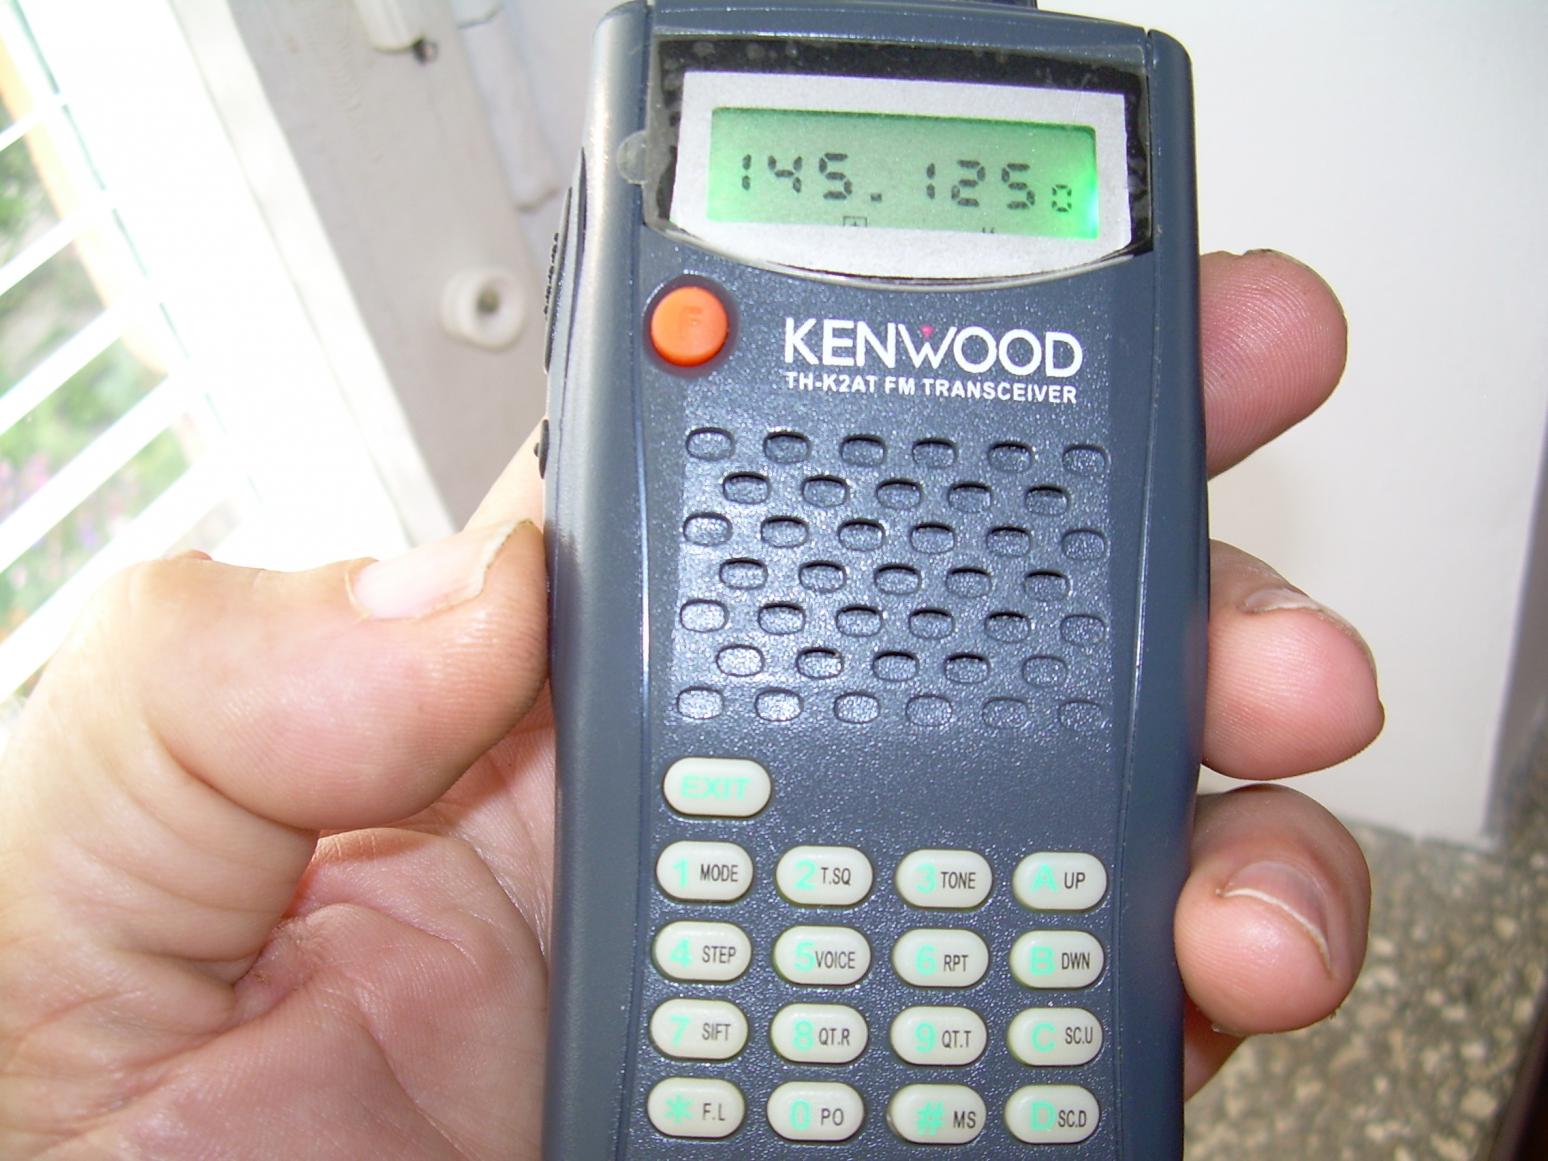 145.1250
F
KENWOOD
TH-K2AT FM TRANSCEIVER
EXIT
1 MODE 2 T.SQ 3 TONE A UP
4 STEP 5 VOICE 6 RPT B DWN
7 SIFT 8 QT.R 9 QT.T C SC.U
* F.L 0 PO # MS D SC.D